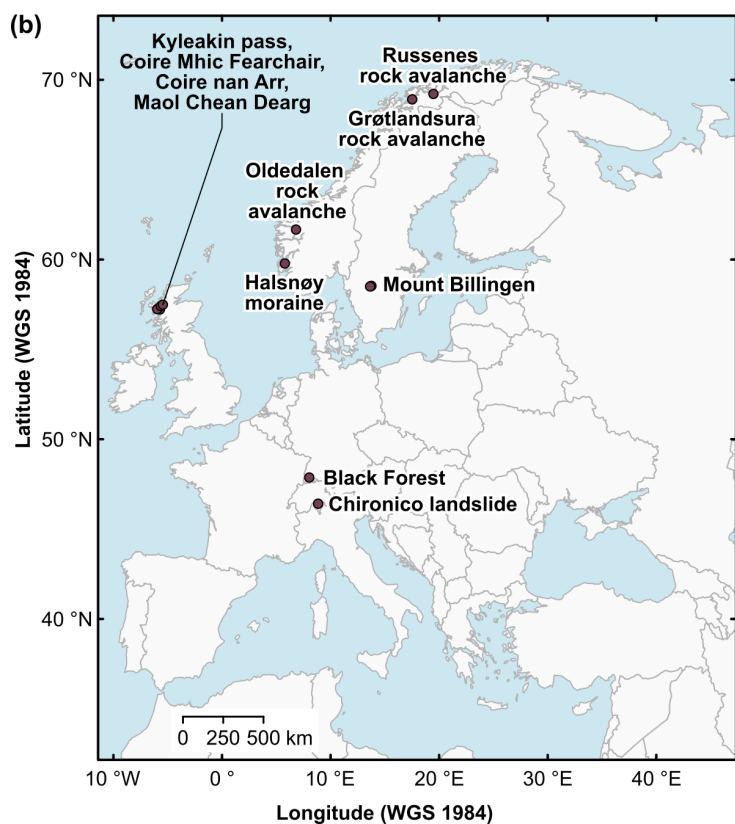 (b)
Kyleakin pass,
Coire Mhic Fearchair,
Coire nan Arr,
Maol Chean Dearg
Russenes
rock avalanche
Grøtlandsura
rock avalanche
Oldedalen
rock
avalanche
Halsnøy
moraine
Mount Billingen
Black Forest
Chironico landslide
70 °N
60 °N
50 °N
40 °N
Latitude (WGS 1984)
0 250 500 km
10 °W 0 ° 10 °E 20 °E 30 °E 40 °E
Longitude (WGS 1984)